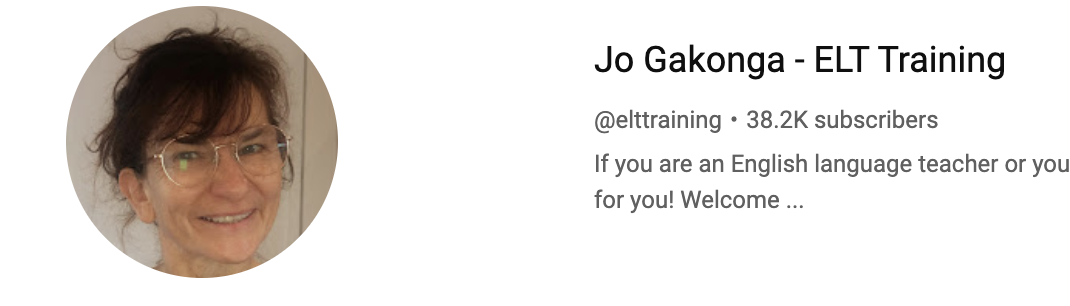 Jo Gakonga - ELT Training
@elttraining • 38.2K subscribers
If you are an English language teacher or you
for you! Welcome ...